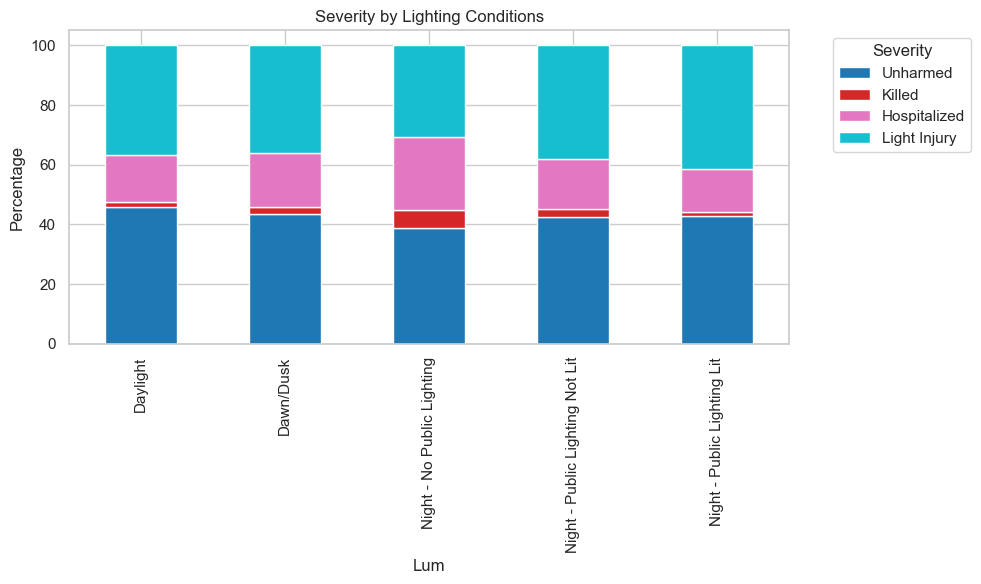 Severity by Lighting Conditions
Severity
Unharmed
Killed
Hospitalized
Light Injury
Percentage
100
80
60
40
20
0
Daylight
Dawn/Dusk
Night - No Public Lighting
Night - Public Lighting Not Lit
Night - Public Lighting Lit
Lum